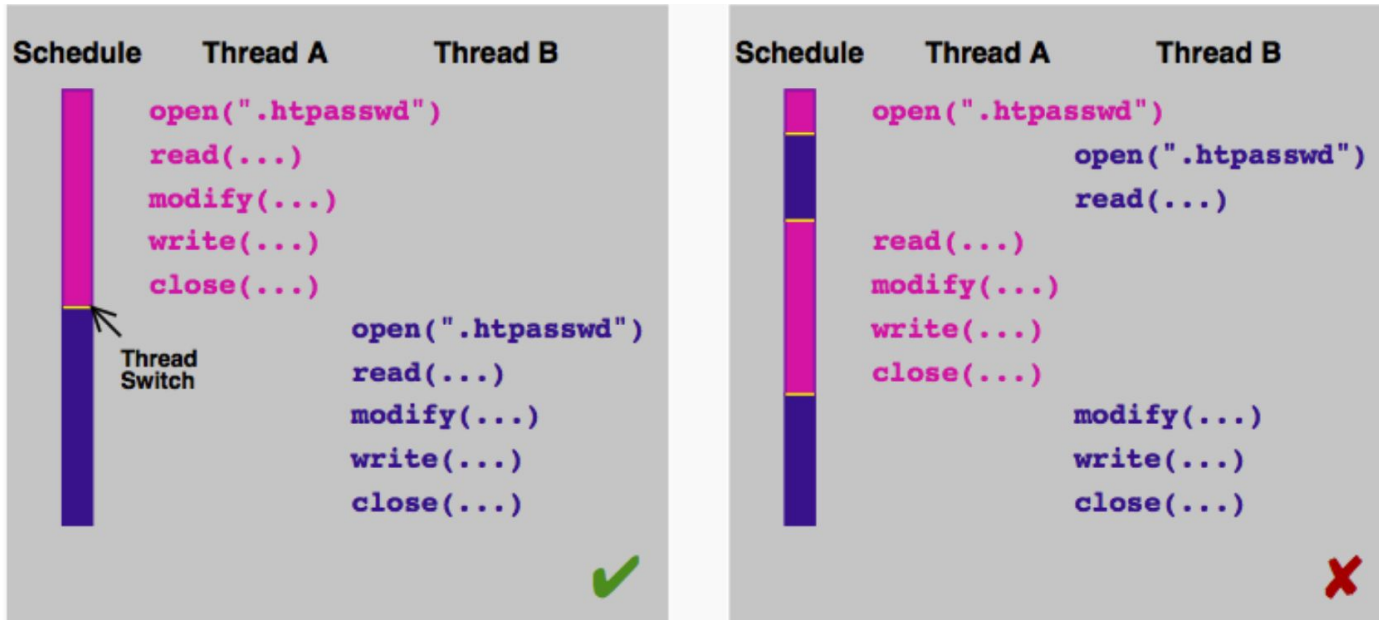 Schedule Thread A Thread B
open(".htpasswd")
read(...)
modify(...)
write(...)
close(...)
Thread
Switch
open(".htpasswd")
read(...)
modify(...)
write(...)
close(...)
Schedule Thread A Thread B
open(".htpasswd")
open(".htpasswd")
read(...)
read(...)
modify(...)
write(...)
close(...)
modify(...)
write(...)
close(...)